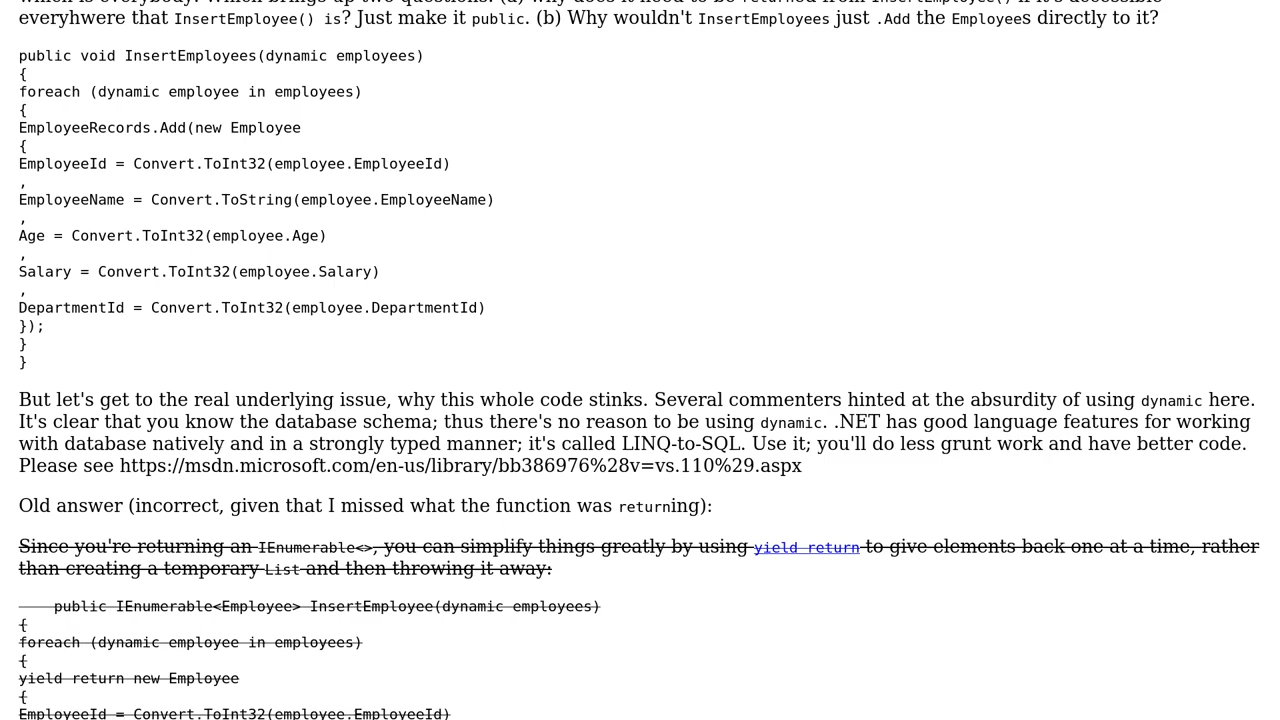 everyhwere that InsertEmployee() is? Just make it public. (b) Why wouldn't InsertEmployees just .Add the Employees directly to it?
public void InsertEmployees(dynamic employees)
{
foreach (dynamic employee in employees)
{
EmployeeRecords.Add(new Employee
{
EmployeeId = Convert.ToInt32(employee.EmployeeId)
,
EmployeeName = Convert.ToString(employee.EmployeeName)
,
Age = Convert.ToInt32(employee.Age)
,
Salary = Convert.ToInt32(employee.Salary)
,
DepartmentId = Convert.ToInt32(employee.DepartmentId)
});
}
}
But let's get to the real underlying issue, why this whole code stinks. Several commenters hinted at the absurdity of using dynamic here.
It's clear that you know the database schema; thus there's no reason to be using dynamic. .NET has good language features for working
with database natively and in a strongly typed manner; it's called LINQ-to-SQL. Use it; you'll do less grunt work and have better code.
Please see https://msdn.microsoft.com/en-us/library/bb386976%28v=vs.110%29.aspx
Old answer (incorrect, given that I missed what the function was returning):
Since you're returning an IEnumerable<>, you can simplify things greatly by using yield return to give elements back one at a time, rather
than creating a temporary List and then throwing it away:
public IEnumerable<Employee> InsertEmployee(dynamic employees)
{
foreach (dynamic employee in employees)
{
yield return new Employee
{
EmployeeId = Convert.ToInt32(employee.EmployeeId)